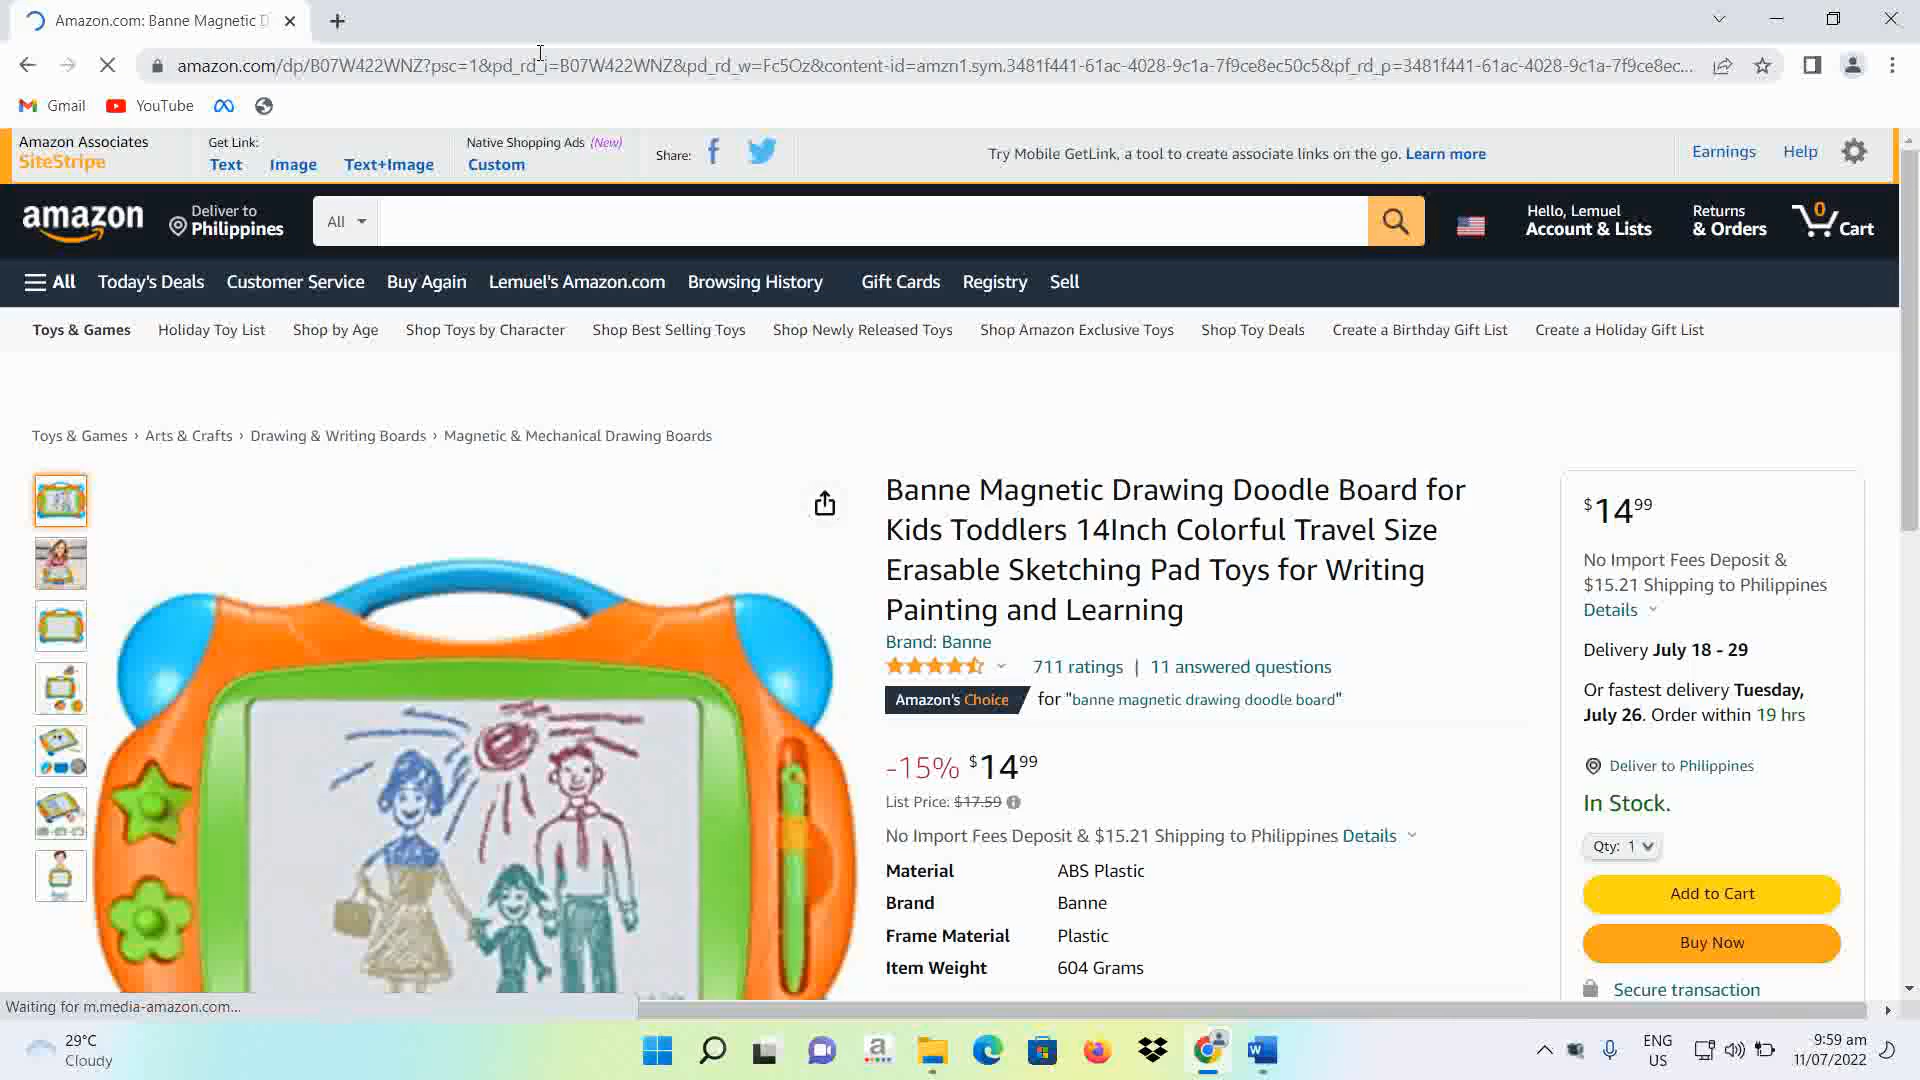 Amazon.com: Banne Magnetic D
amazon.com/dp/B07W422WNZ?psc=1&pd_rd_i=B07W422WNZ&pd_rd_w=Fc5Oz&content-id=amzn1.sym.3481f441-61ac-4028-9c1a-7f9ce8ec50c5&pf_rd_p=3481f441-61ac-4028-9c1a-7f9ce8ec...
Gmail YouTube
Amazon Associates
SiteStripe
Get Link:
Text Image Text+Image
Native Shopping Ads (New)
Custom
Share:
Try Mobile GetLink, a tool to create associate links on the go. Learn more
Earnings Help
amazon
Deliver to
Philippines
All
Hello, Lemuel
Account & Lists
Returns
& Orders
0
Cart
All Today's Deals Customer Service Buy Again Lemuel's Amazon.com Browsing History Gift Cards Registry Sell
Toys & Games Holiday Toy List Shop by Age Shop Toys by Character Shop Best Selling Toys Shop Newly Released Toys Shop Amazon Exclusive Toys Shop Toy Deals Create a Birthday Gift List Create a Holiday Gift List
Toys & Games › Arts & Crafts › Drawing & Writing Boards › Magnetic & Mechanical Drawing Boards
Banne Magnetic Drawing Doodle Board for
Kids Toddlers 14Inch Colorful Travel Size
Erasable Sketching Pad Toys for Writing
Painting and Learning
Brand: Banne
711 ratings | 11 answered questions
Amazon's Choice for "banne magnetic drawing doodle board"
-15% $14 99
List Price: $17.59
No Import Fees Deposit & $15.21 Shipping to Philippines Details
Material ABS Plastic
Brand Banne
Frame Material Plastic
Item Weight 604 Grams
$14 99
No Import Fees Deposit &
$15.21 Shipping to Philippines
Details
Delivery July 18 - 29
Or fastest delivery Tuesday,
July 26. Order within 19 hrs
Deliver to Philippines
In Stock.
Qty: 1
Add to Cart
Buy Now
Secure transaction
Waiting for m.media-amazon.com...
29°C
Cloudy
ENG
US
9:59 am
11/07/2022